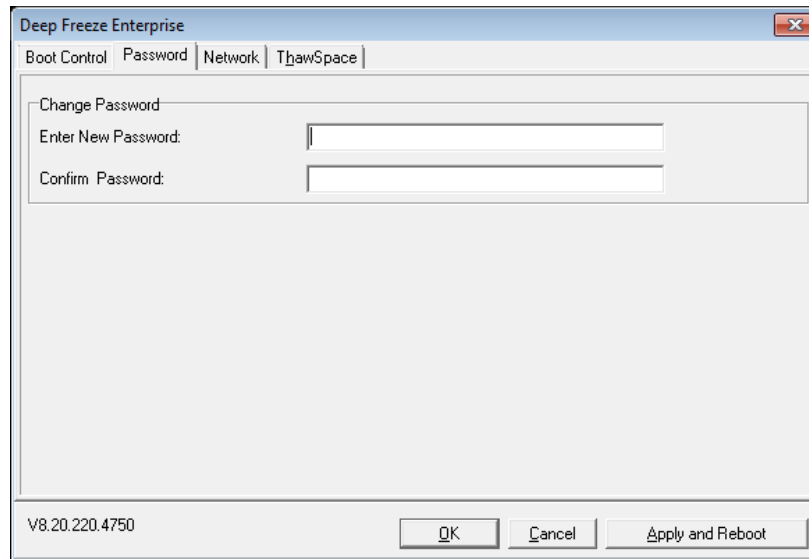 Deep Freeze Enterprise
Boot Control Password Network ThawSpace
Change Password
Enter New Password:
Confirm Password:
V8.20.220.4750 OK Cancel Apply and Reboot